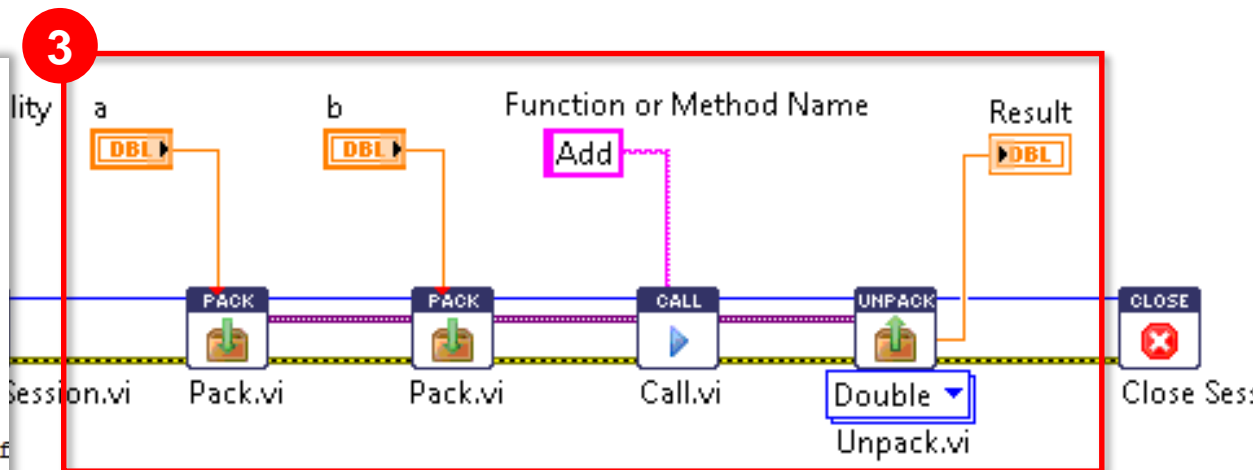 3
lity
a
b
Function or Method Name
Result
DBL
DBL
Add
DBL
PACK
PACK
CALL
UNPACK
CLOSE
Session.vi
Pack.vi
Pack.vi
Call.vi
Double
Close Sess
Unpack.vi
f